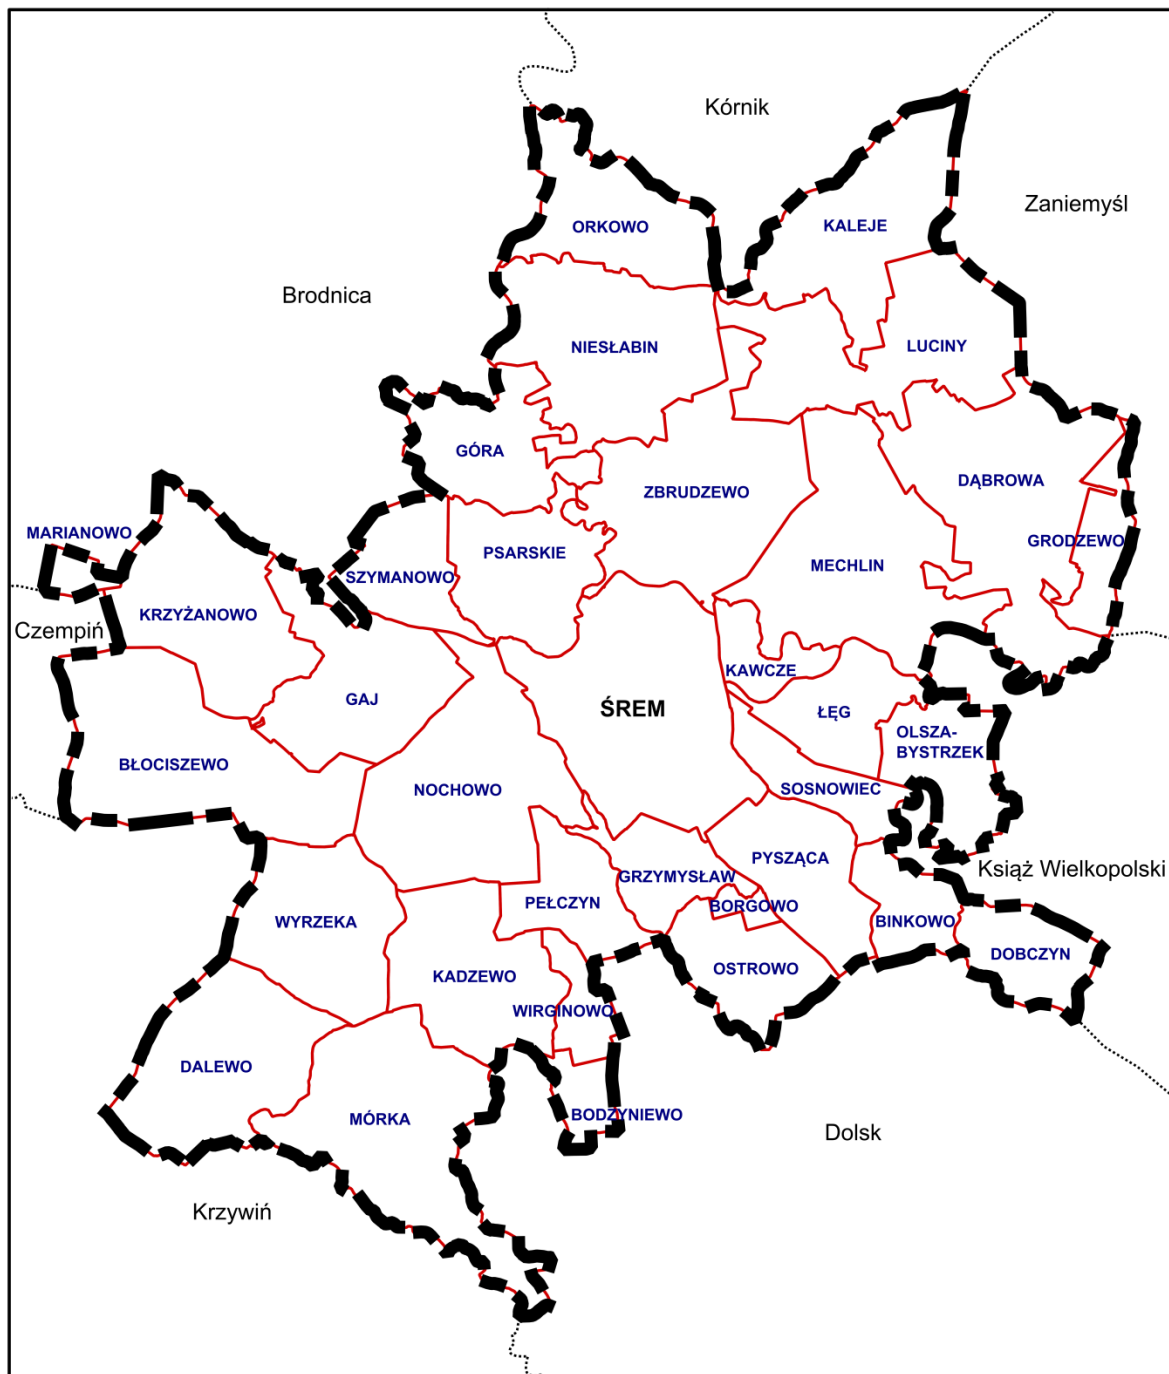 Kórnik
Zaniemyśl
ORKOWO
KALEJE
Brodnica
NIESŁABIN
LUCINY
GÓRA
ZBRUDZEWO
DĄBROWA
MARIANOWO
PSARSKIE
GRODZEWO
SZYMANOWO
MECHLIN
KRZYŻANOWO
Czempiń
KAWCZE
GAJ
ŚREM
ŁĘG
OLSZA-
BYSTRZEK
BŁOCISZEWO
NOCHOWO
SOSNOWIEC
PYSZĄCA
Książ Wielkopolski
GRZYMYSŁAW
PEŁCZYN
BORGOWO
WYRZEKA
BINKOWO
DOBCZYN
KADZEWO
OSTROWO
WIRGINOWO
DALEWO
MÓRKA
BODZYNIEWO
Dolsk
Krzywiń